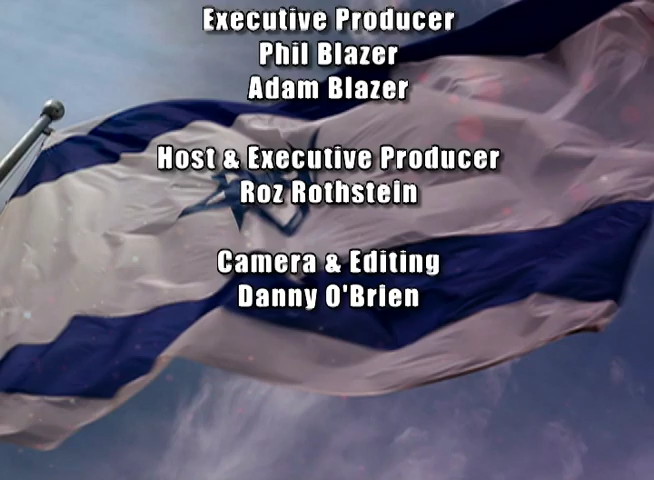 Executive Producer
Phil Blazer
Adam Blazer
Host & Executive Producer
Roz Rothstein
Camera & Editing
Danny O'Brien